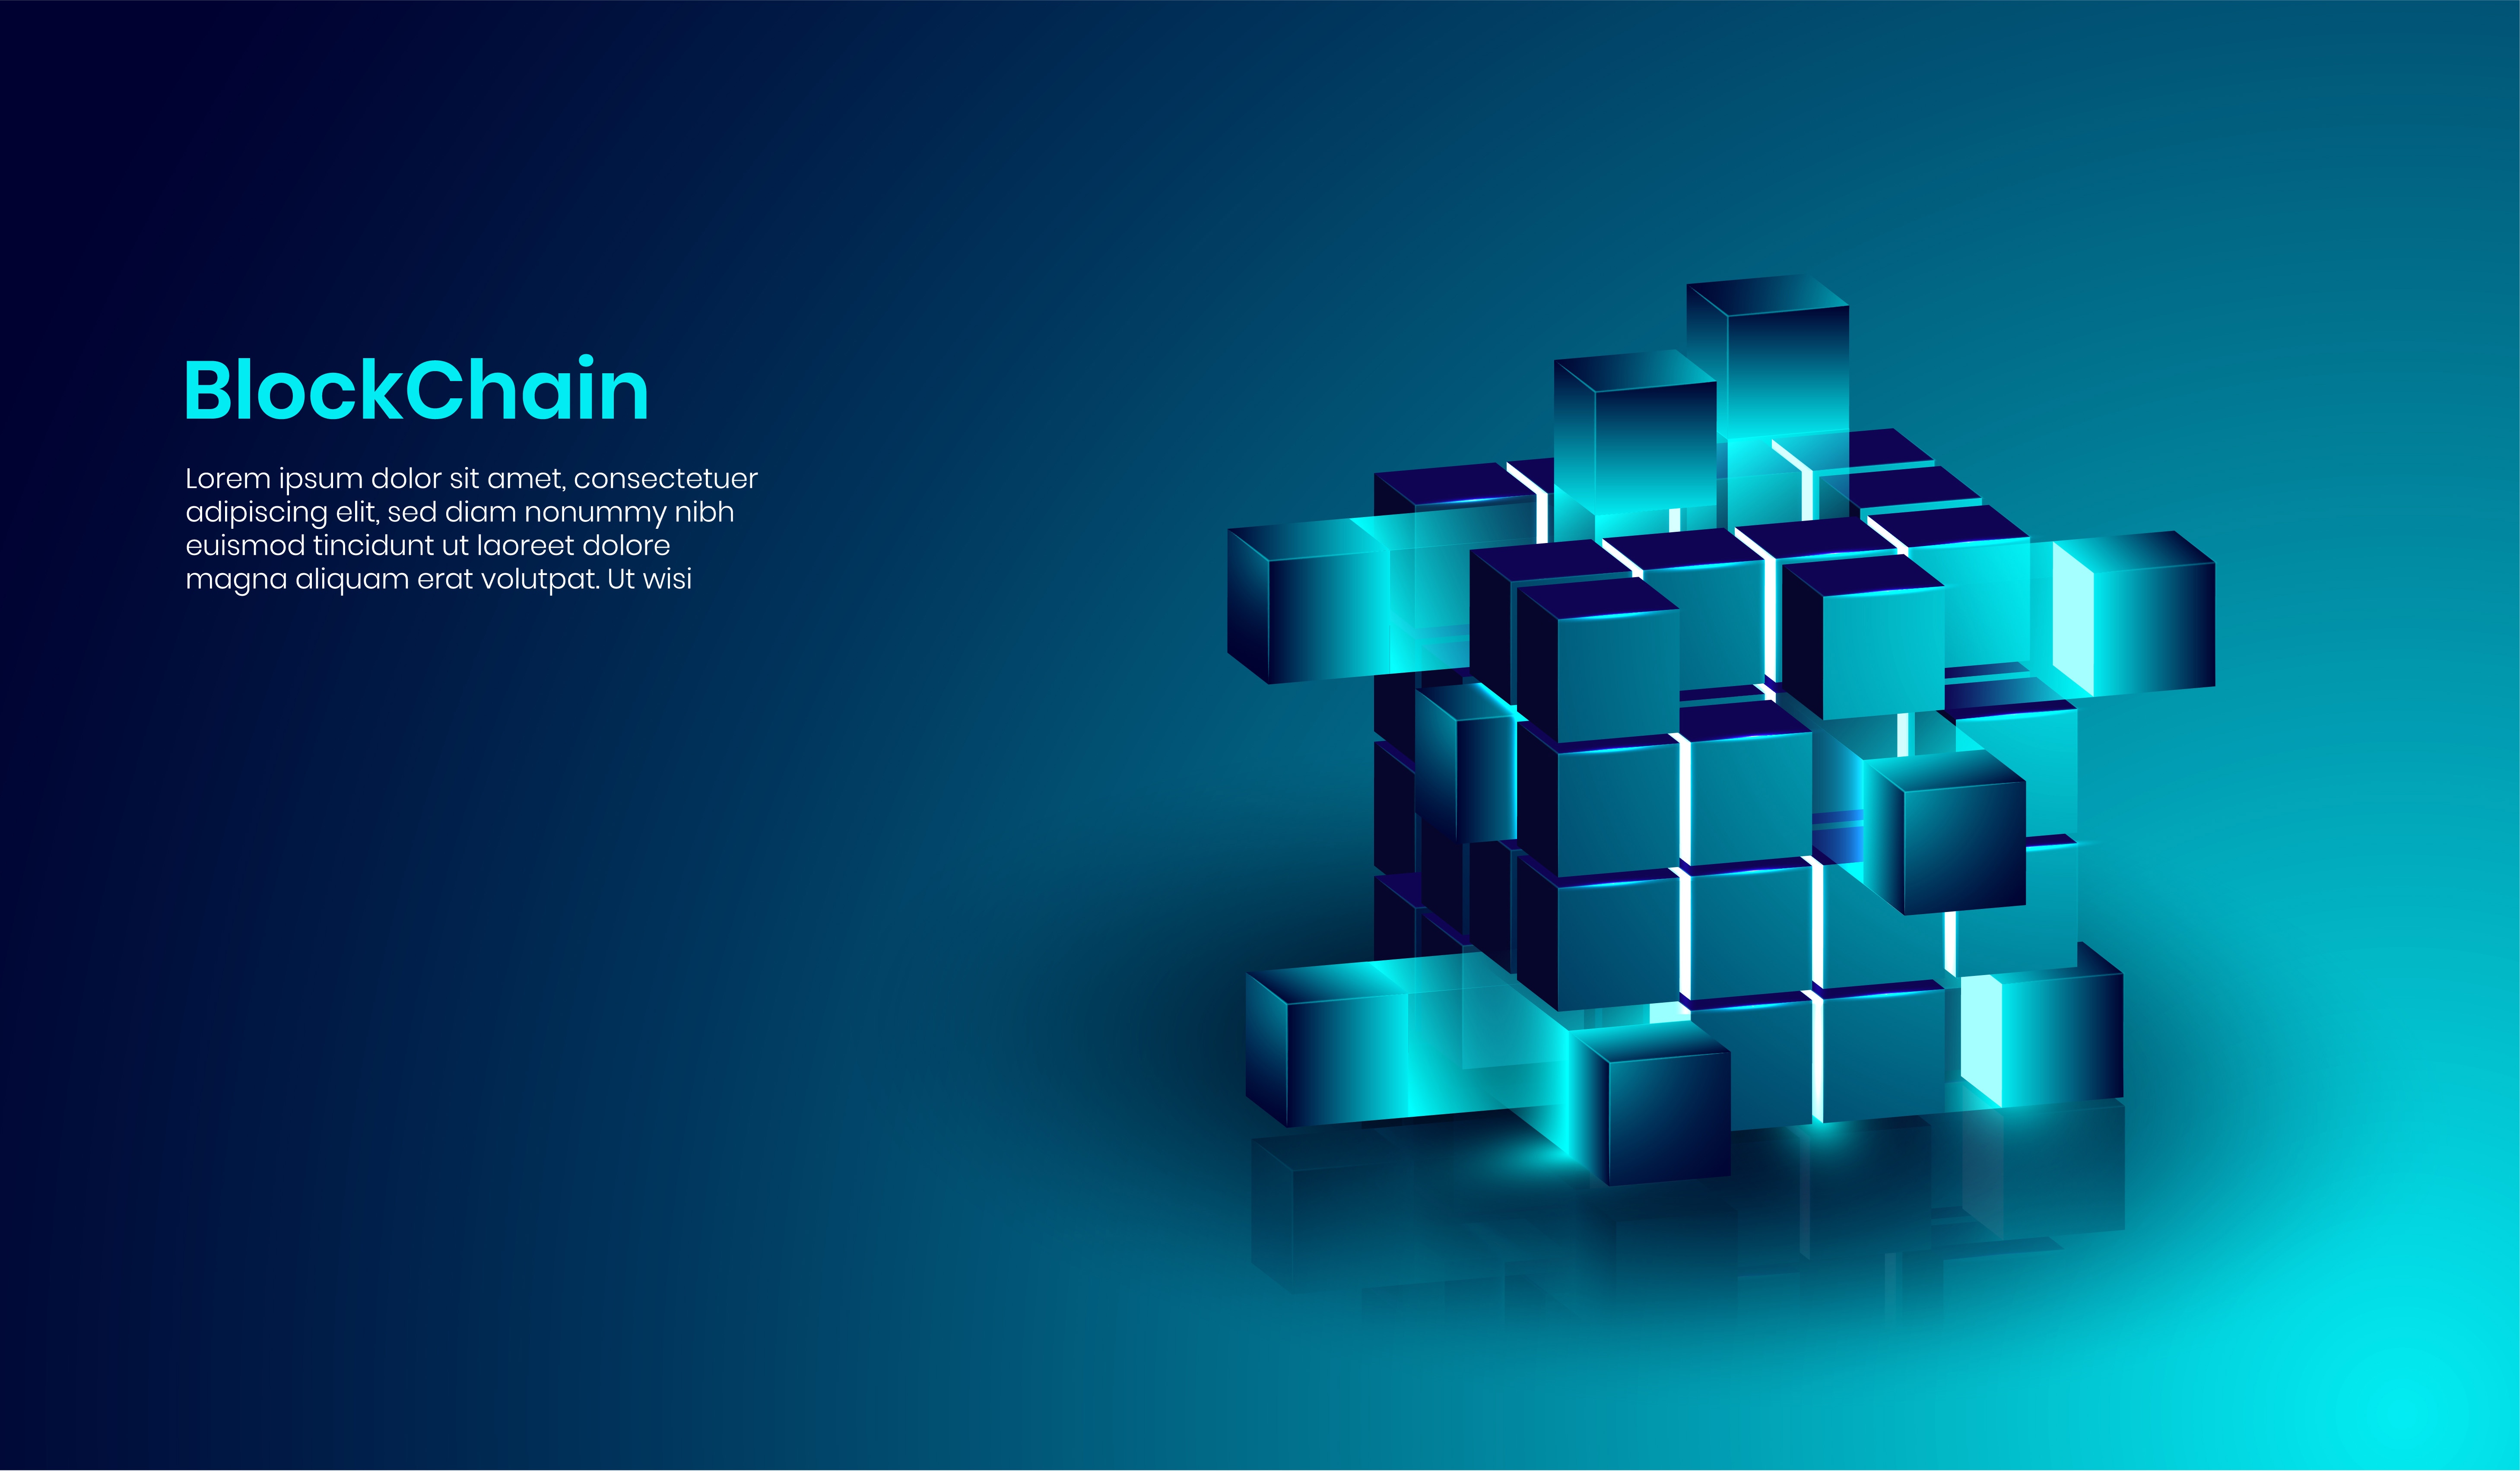 BlockChain
Lorem ipsum dolor sit amet, consectetuer
adipiscing elit, sed diam nonummy nibh
euismod tincidunt ut laoreet dolore
magna aliquam erat volutpat. Ut wisi